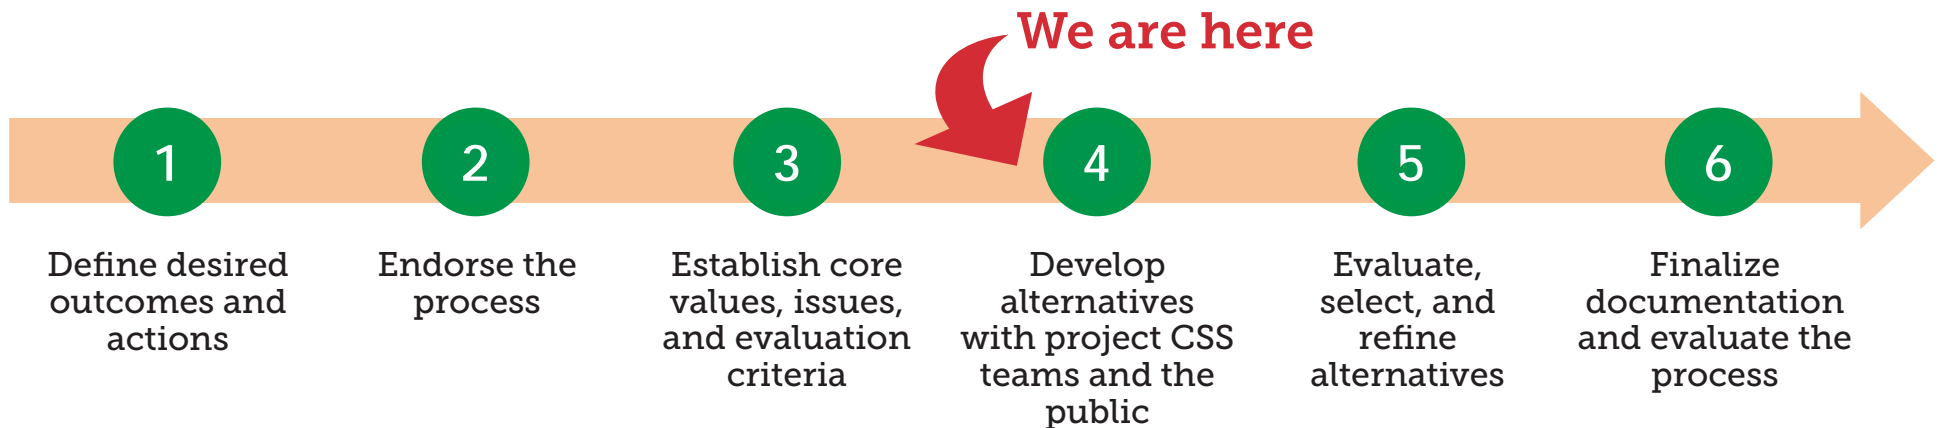 We are here
1
2
3
4
5
6
Define desired
outcomes and
actions
Endorse the
process
Establish core
values, issues,
and evaluation
criteria
Develop
alternatives
with project CSS
teams and the
public
Evaluate,
select, and
refine
alternatives
Finalize
documentation
and evaluate the
process